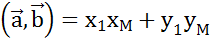 (a⃗,b⃗) = x₁x_M + y₁y_M